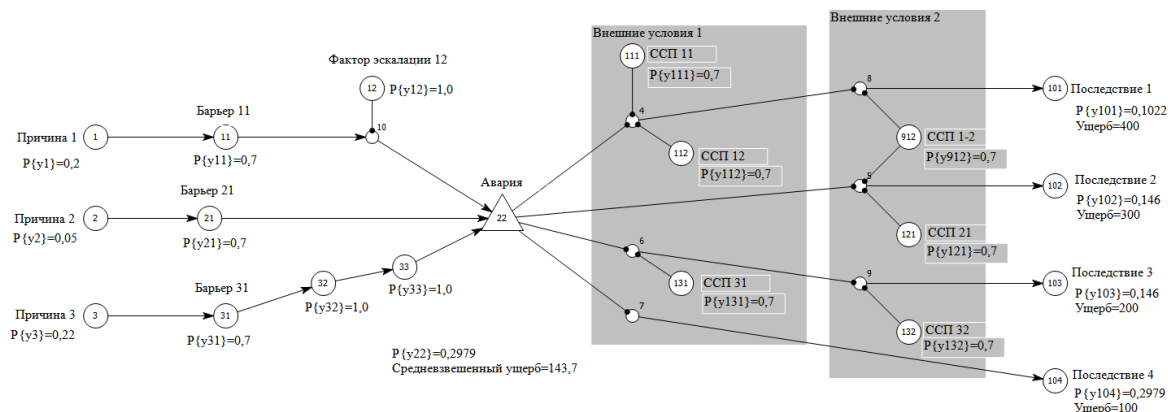 Внешние условия 1
Внешние условия 2
111
ССП 11
P{y111}=0,7
Фактор эскалации 12
12
P{y12}=1,0
8
101
Последствие 1
P{y101}=0,1022
Ущерб=400
Барьер 11
4
10
Причина 1
1
11
P{y1}=0,2
P{y11}=0,7
112
ССП 12
P{y112}=0,7
912
ССП 1-2
P{y912}=0,7
Барьер 21
Авария
5
102
Последствие 2
P{y102}=0,146
Ущерб=300
Причина 2
2
21
22
P{y2}=0,05
P{y21}=0,7
121
ССП 21
P{y121}=0,7
6
33
P{y33}=1,0
Барьер 31
32
P{y32}=1,0
131
ССП 31
P{y131}=0,7
9
103
Последствие 3
P{y103}=0,146
Ущерб=200
7
Причина 3
3
31
P{y3}=0,22
P{y31}=0,7
132
ССП 32
P{y132}=0,7
P{y22}=0,2979
Средневзвешенный ущерб=143,7
104
Последствие 4
P{y104}=0,2979
Ущерб=100